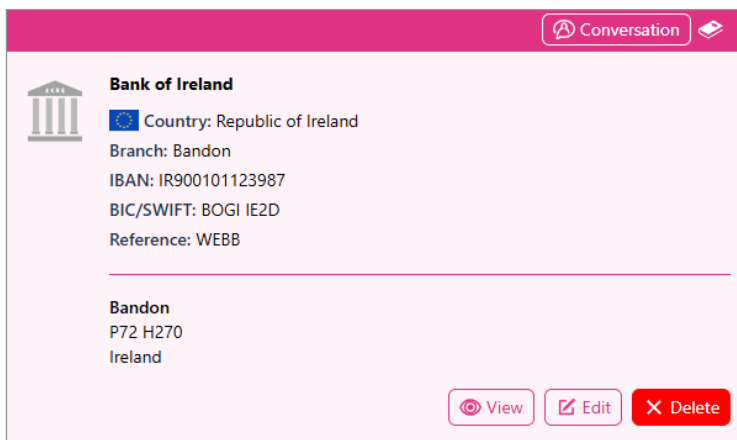 Conversation
Bank of Ireland
Country: Republic of Ireland
Branch: Bandon
IBAN: IR900101123987
BIC/SWIFT: BOGI IE2D
Reference: WEBB
Bandon
P72 H270
Ireland
View Edit Delete